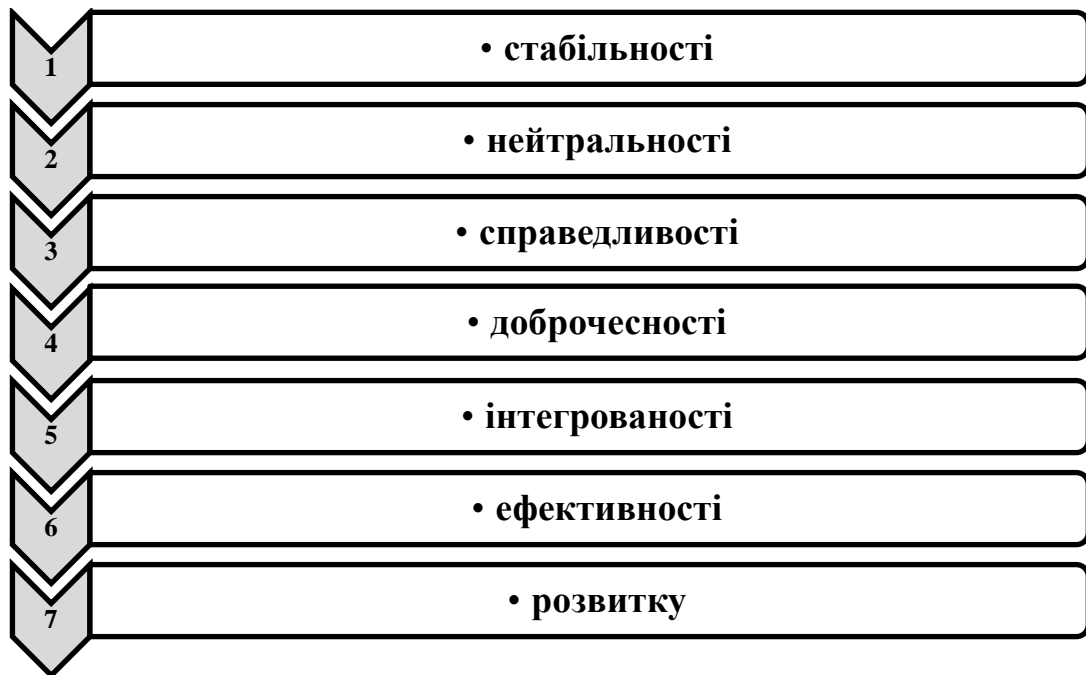 1
• стабільності
2
• нейтральності
3
• справедливості
4
• доброчесності
5
• інтегрованості
6
• ефективності
7
• розвитку